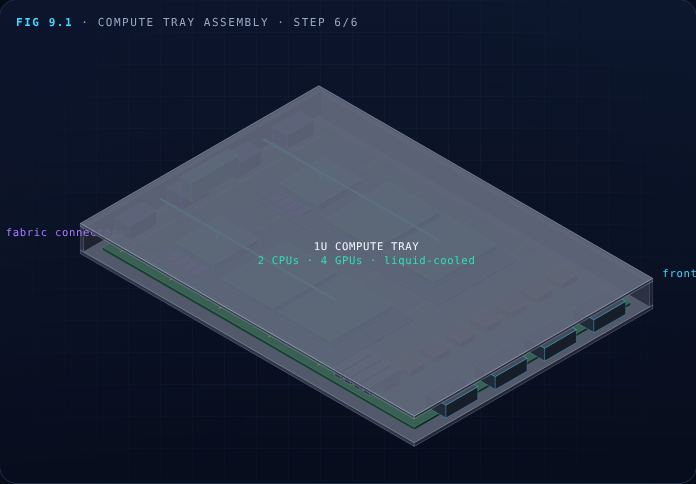 FIG 9.1 · COMPUTE TRAY ASSEMBLY · STEP 6/6
fabric
1U COMPUTE TRAY
2 CPUs · 4 GPUs · liquid-cooled
front